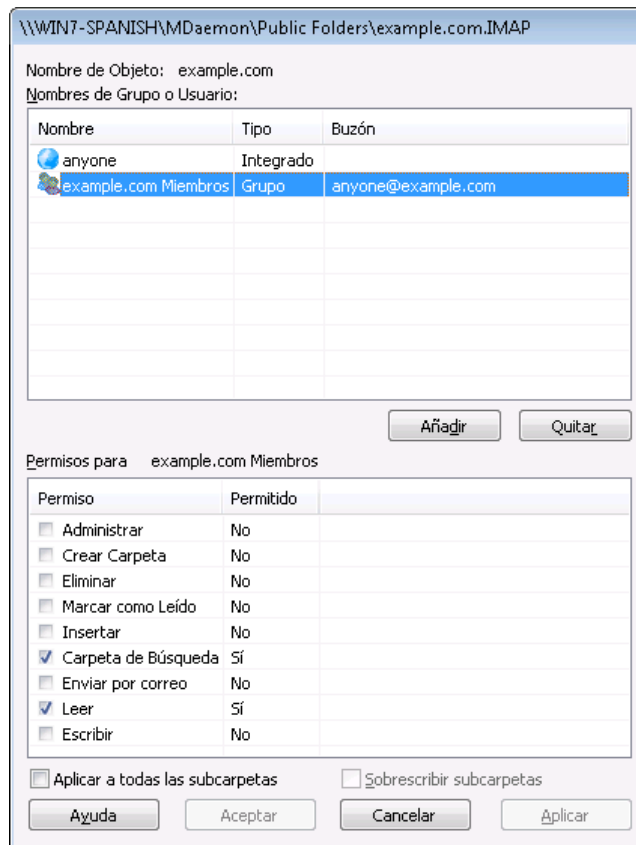 \\WIN7-SPANISH\MDaemon\Public Folders\example.com.IMAP
Nombre de Objeto: example.com
Nombres de Grupo o Usuario:
Nombre Tipo Buzón
anyone Integrado
example.com Miembros Grupo anyone@example.com
Añadir Quitar
Permisos para example.com Miembros
Permiso Permitido
Administrar No
Crear Carpeta No
Eliminar No
Marcar como Leído No
Insertar No
Carpeta de Búsqueda Sí
Enviar por correo No
Leer Sí
Escribir No
Aplicar a todas las subcarpetas Sobrescribir subcarpetas
Ayuda Aceptar Cancelar Aplicar